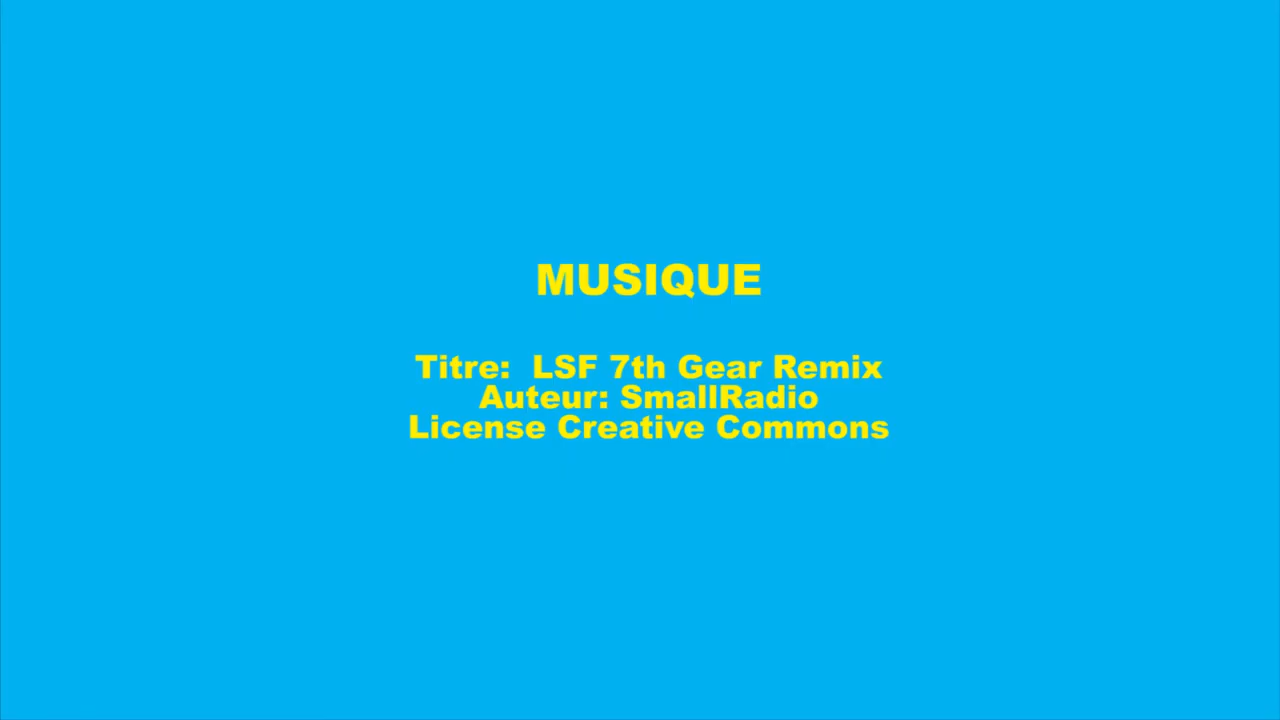 MUSIQUE
Titre:  LSF 7th Gear Remix
Auteur: SmallRadio
License Creative Commons